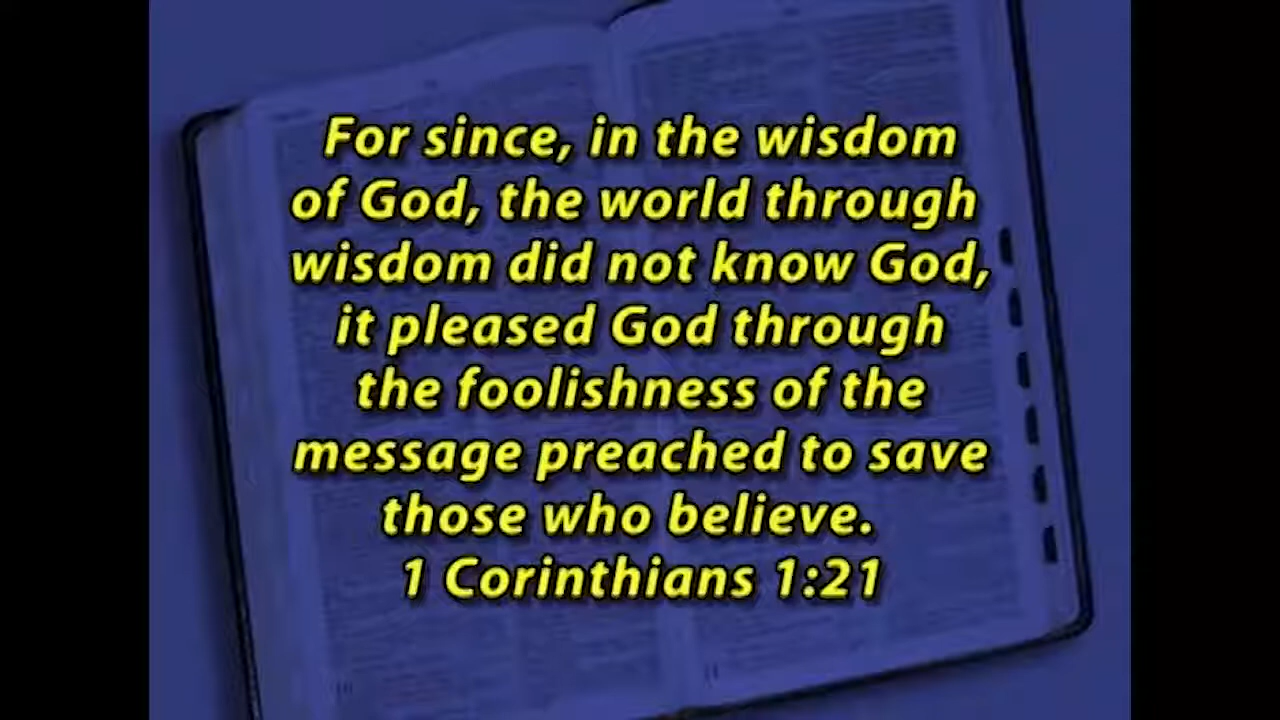 For since, in the wisdom
of God, the world through
wisdom did not know God,
it pleased God through
the foolishness of the
message preached to save
those who believe.
1 Corinthians 1:21